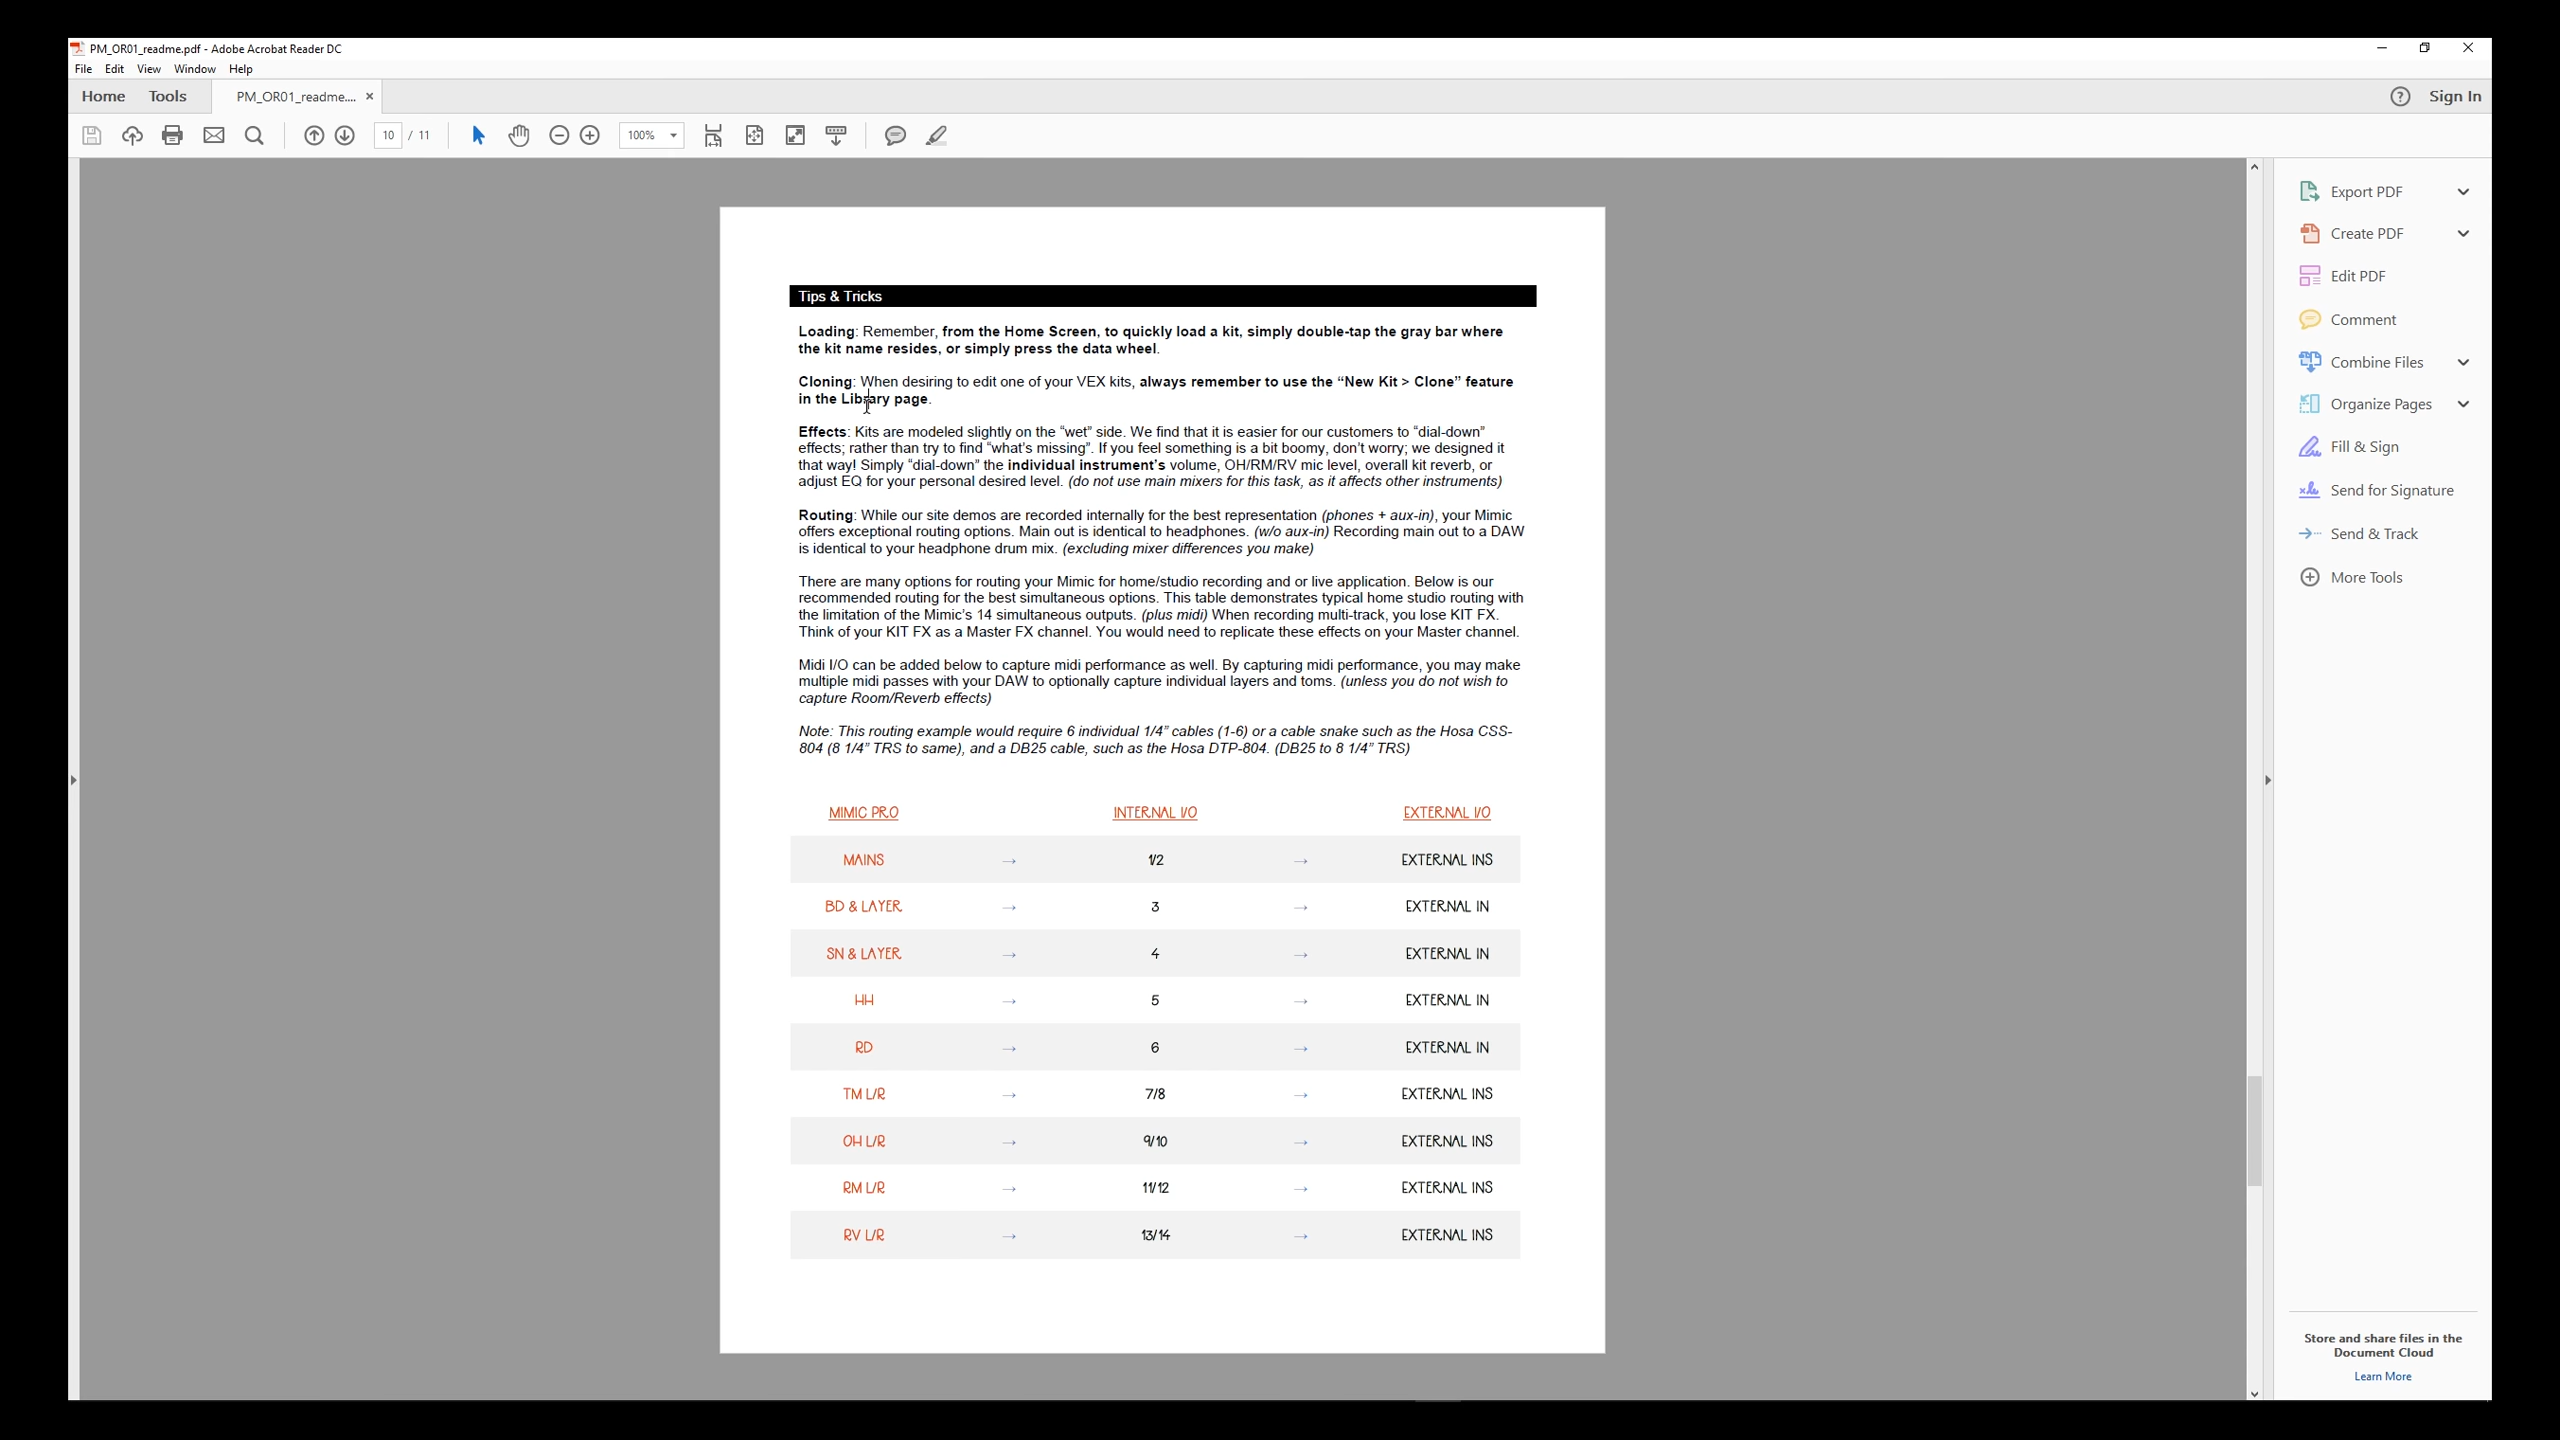 PM_OR01_readme.pdf - Adobe Acrobat Reader DC
File Edit View Window Help
Home Tools PM_OR01_readme.... × ? Sign In
10 / 11 100%
Export PDF
Create PDF
Edit PDF
Comment
Combine Files
Organize Pages
Fill & Sign
Send for Signature
Send & Track
More Tools
Tips & Tricks
Loading: Remember, from the Home Screen, to quickly load a kit, simply double-tap the gray bar where
the kit name resides, or simply press the data wheel.
Cloning: When desiring to edit one of your VEX kits, always remember to use the “New Kit > Clone” feature
in the Library page.
Effects: Kits are modeled slightly on the “wet” side. We find that it is easier for our customers to “dial-down”
effects; rather than try to find “what’s missing”. If you feel something is a bit boomy, don’t worry; we designed it
that way! Simply “dial-down” the individual instrument’s volume, OH/RM/RV mic level, overall kit reverb, or
adjust EQ for your personal desired level. (do not use main mixers for this task, as it affects other instruments)
Routing: While our site demos are recorded internally for the best representation (phones + aux-in), your Mimic
offers exceptional routing options. Main out is identical to headphones. (w/o aux-in) Recording main out to a DAW
is identical to your headphone drum mix. (excluding mixer differences you make)
There are many options for routing your Mimic for home/studio recording and or live application. Below is our
recommended routing for the best simultaneous options. This table demonstrates typical home studio routing with
the limitation of the Mimic’s 14 simultaneous outputs. (plus midi) When recording multi-track, you lose KIT FX.
Think of your KIT FX as a Master FX channel. You would need to replicate these effects on your Master channel.
Midi I/O can be added below to capture midi performance as well. By capturing midi performance, you may make
multiple midi passes with your DAW to optionally capture individual layers and toms. (unless you do not wish to
capture Room/Reverb effects)
Note: This routing example would require 6 individual 1/4” cables (1-6) or a cable snake such as the Hosa CSS-
804 (8 1/4” TRS to same), and a DB25 cable, such as the Hosa DTP-804. (DB25 to 8 1/4” TRS)
MIMIC PRO INTERNAL I/O EXTERNAL I/O
MAINS → 1/2 → EXTERNAL INS
BD & LAYER → 3 → EXTERNAL IN
SN & LAYER → 4 → EXTERNAL IN
HH → 5 → EXTERNAL IN
RD → 6 → EXTERNAL IN
TM L/R → 7/8 → EXTERNAL INS
OH L/R → 9/10 → EXTERNAL INS
RM L/R → 11/12 → EXTERNAL INS
RV L/R → 13/14 → EXTERNAL INS
Store and share files in the
Document Cloud
Learn More